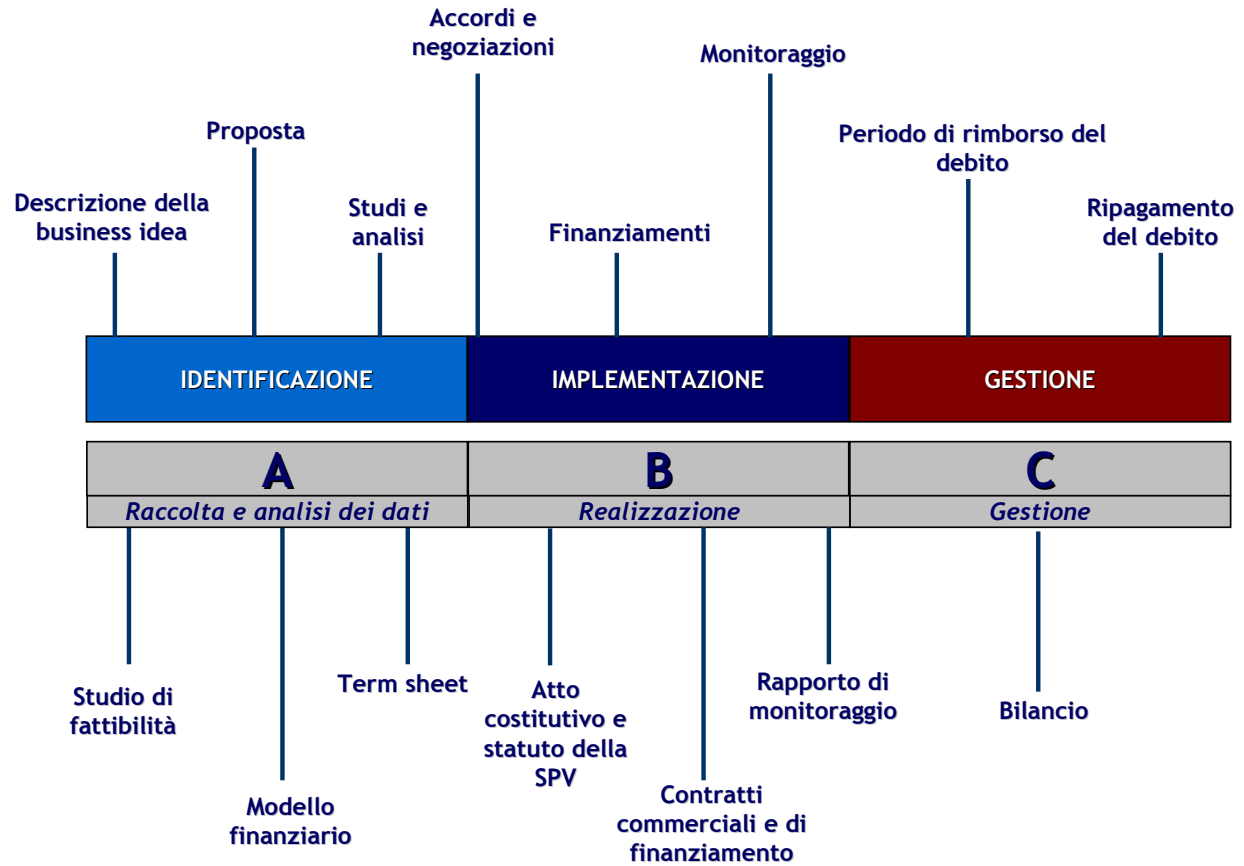 Accordi e
negoziazioni
Monitoraggio
Proposta
Periodo di rimborso del
debito
Descrizione della
business idea
Studi e
analisi
Finanziamenti
Ripagamento
del debito
IDENTIFICAZIONE
IMPLEMENTAZIONE
GESTIONE
A
B
C
Raccolta e analisi dei dati
Realizzazione
Gestione
Studio di
fattibilità
Modello
finanziario
Term sheet
Atto
costitutivo e
statuto della
SPV
Contratti
commerciali e di
finanziamento
Rapporto di
monitoraggio
Bilancio